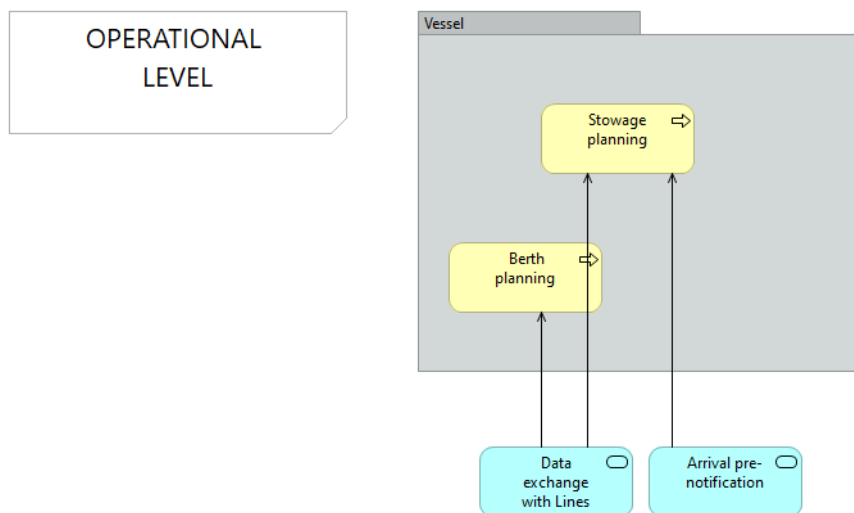 OPERATIONAL
LEVEL
Vessel
Stowage
planning
Berth
planning
Data
exchange
with Lines
Arrival pre-
notification